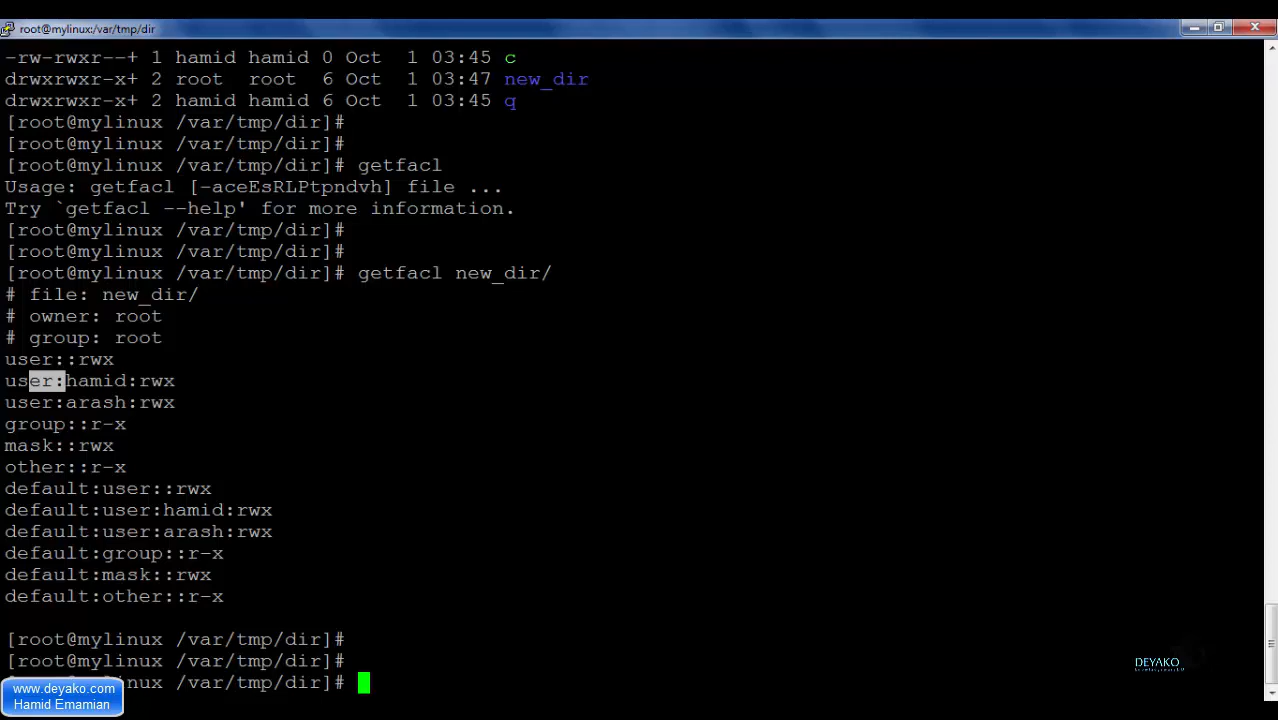 root@mylinux:/var/tmp/dir
-rw-rwxr--+ 1 hamid hamid 0 Oct  1 03:45 c
drwxrwxr-x+ 2 root  root  6 Oct  1 03:47 new_dir
drwxrwxr-x+ 2 hamid hamid 6 Oct  1 03:45 q
[root@mylinux /var/tmp/dir]#
[root@mylinux /var/tmp/dir]#
[root@mylinux /var/tmp/dir]# getfacl
Usage: getfacl [-aceEsRLPtpndvh] file ...
Try `getfacl --help' for more information.
[root@mylinux /var/tmp/dir]#
[root@mylinux /var/tmp/dir]#
[root@mylinux /var/tmp/dir]# getfacl new_dir/
# file: new_dir/
# owner: root
# group: root
user::rwx
user:hamid:rwx
user:arash:rwx
group::r-x
mask::rwx
other::r-x
default:user::rwx
default:user:hamid:rwx
default:user:arash:rwx
default:group::r-x
default:mask::rwx
default:other::r-x
[root@mylinux /var/tmp/dir]#
[root@mylinux /var/tmp/dir]#
[root@mylinux /var/tmp/dir]#
DEYAKO
www.deyako.com
Hamid Emamian